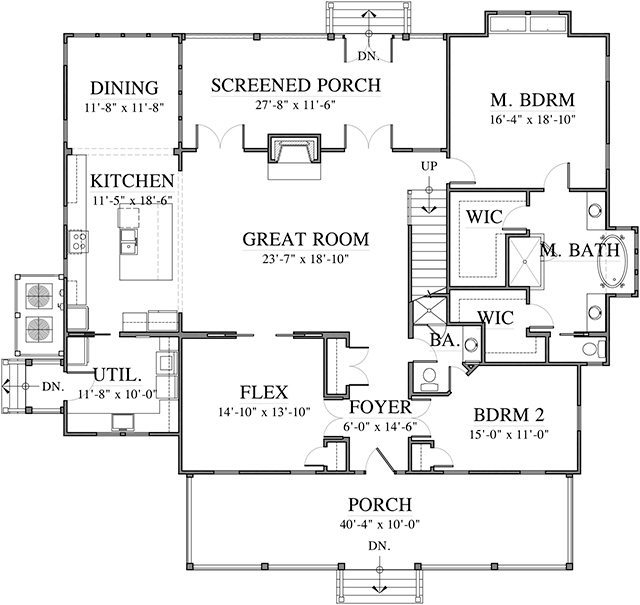 DN.
DINING
11'-8" x 11'-8"
SCREENED PORCH
27'-8" x 11'-6"
M. BDRM
16'-4" x 18'-10"
UP
KITCHEN
11'-5" x 18'-6"
WIC
GREAT ROOM
23'-7" x 18'-10"
M. BATH
WIC
BA.
UTIL.
11'-8" x 10'-0"
DN.
FLEX
14'-10" x 13'-10"
FOYER
6'-0" x 14'-6"
BDRM 2
15'-0" x 11'-0"
PORCH
40'-4" x 10'-0"
DN.